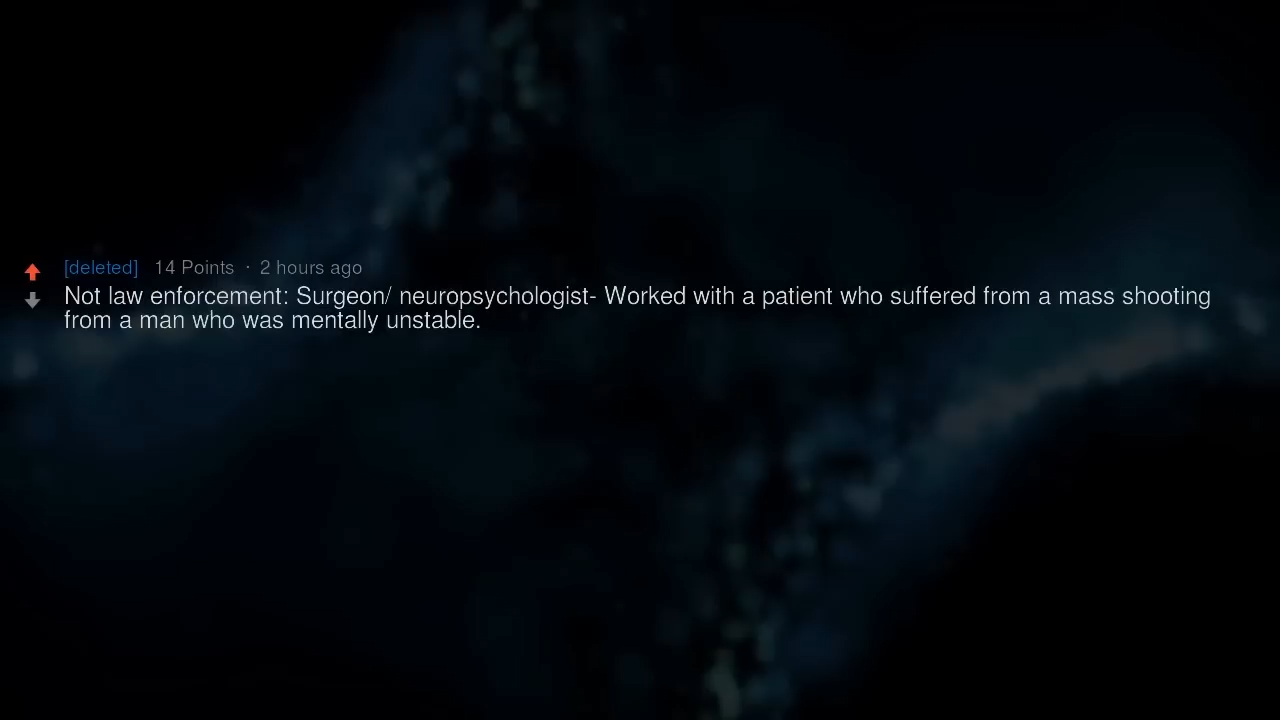 [deleted] 14 Points · 2 hours ago
Not law enforcement: Surgeon/ neuropsychologist- Worked with a patient who suffered from a mass shooting
from a man who was mentally unstable.